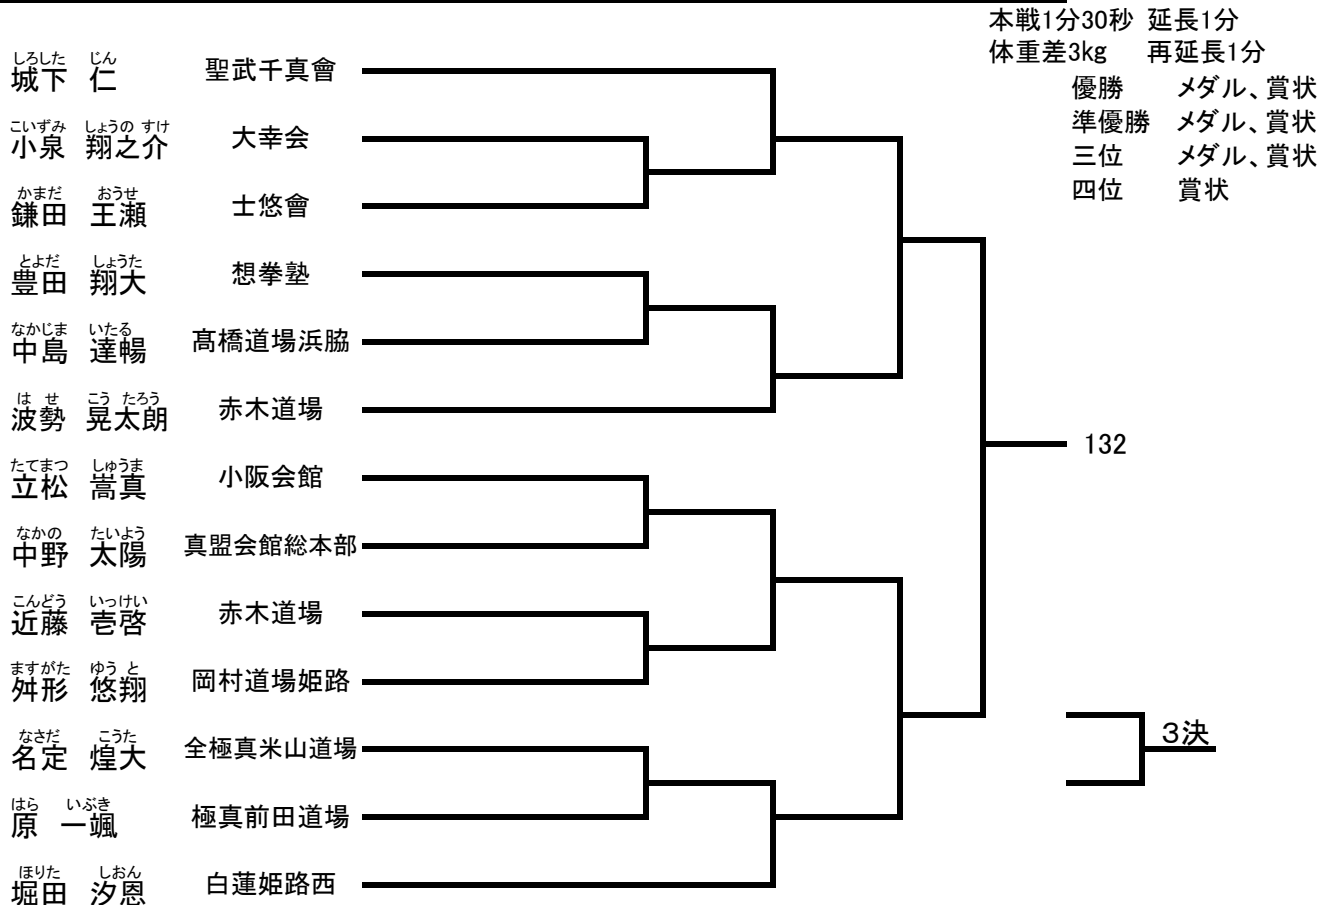 本戦1分30秒 延長1分
体重差3kg 再延長1分
優勝 メダル、賞状
準優勝 メダル、賞状
三位 メダル、賞状
四位 賞状
しろした じん
城下 仁 聖武千真會
こいずみ しょうの すけ
小泉 翔之介 大幸会
かまだ おうせ
鎌田 王瀬 士悠會
とよだ しょうた
豊田 翔大 想拳塾
なかじま いたる
中島 達暢 髙橋道場浜脇
は せ こう たろう
波勢 晃太朗 赤木道場
132
たてまつ しゅうま
立松 嵩真 小阪会館
なかの たいよう
中野 太陽 真盟会館総本部
こんどう いっけい
近藤 壱啓 赤木道場
ますがた ゆう と
舛形 悠翔 岡村道場姫路
なさだ こうた
名定 煌大 全極真米山道場
3決
はら いぶき
原 一颯 極真前田道場
ほりた しおん
堀田 汐恩 白蓮姫路西